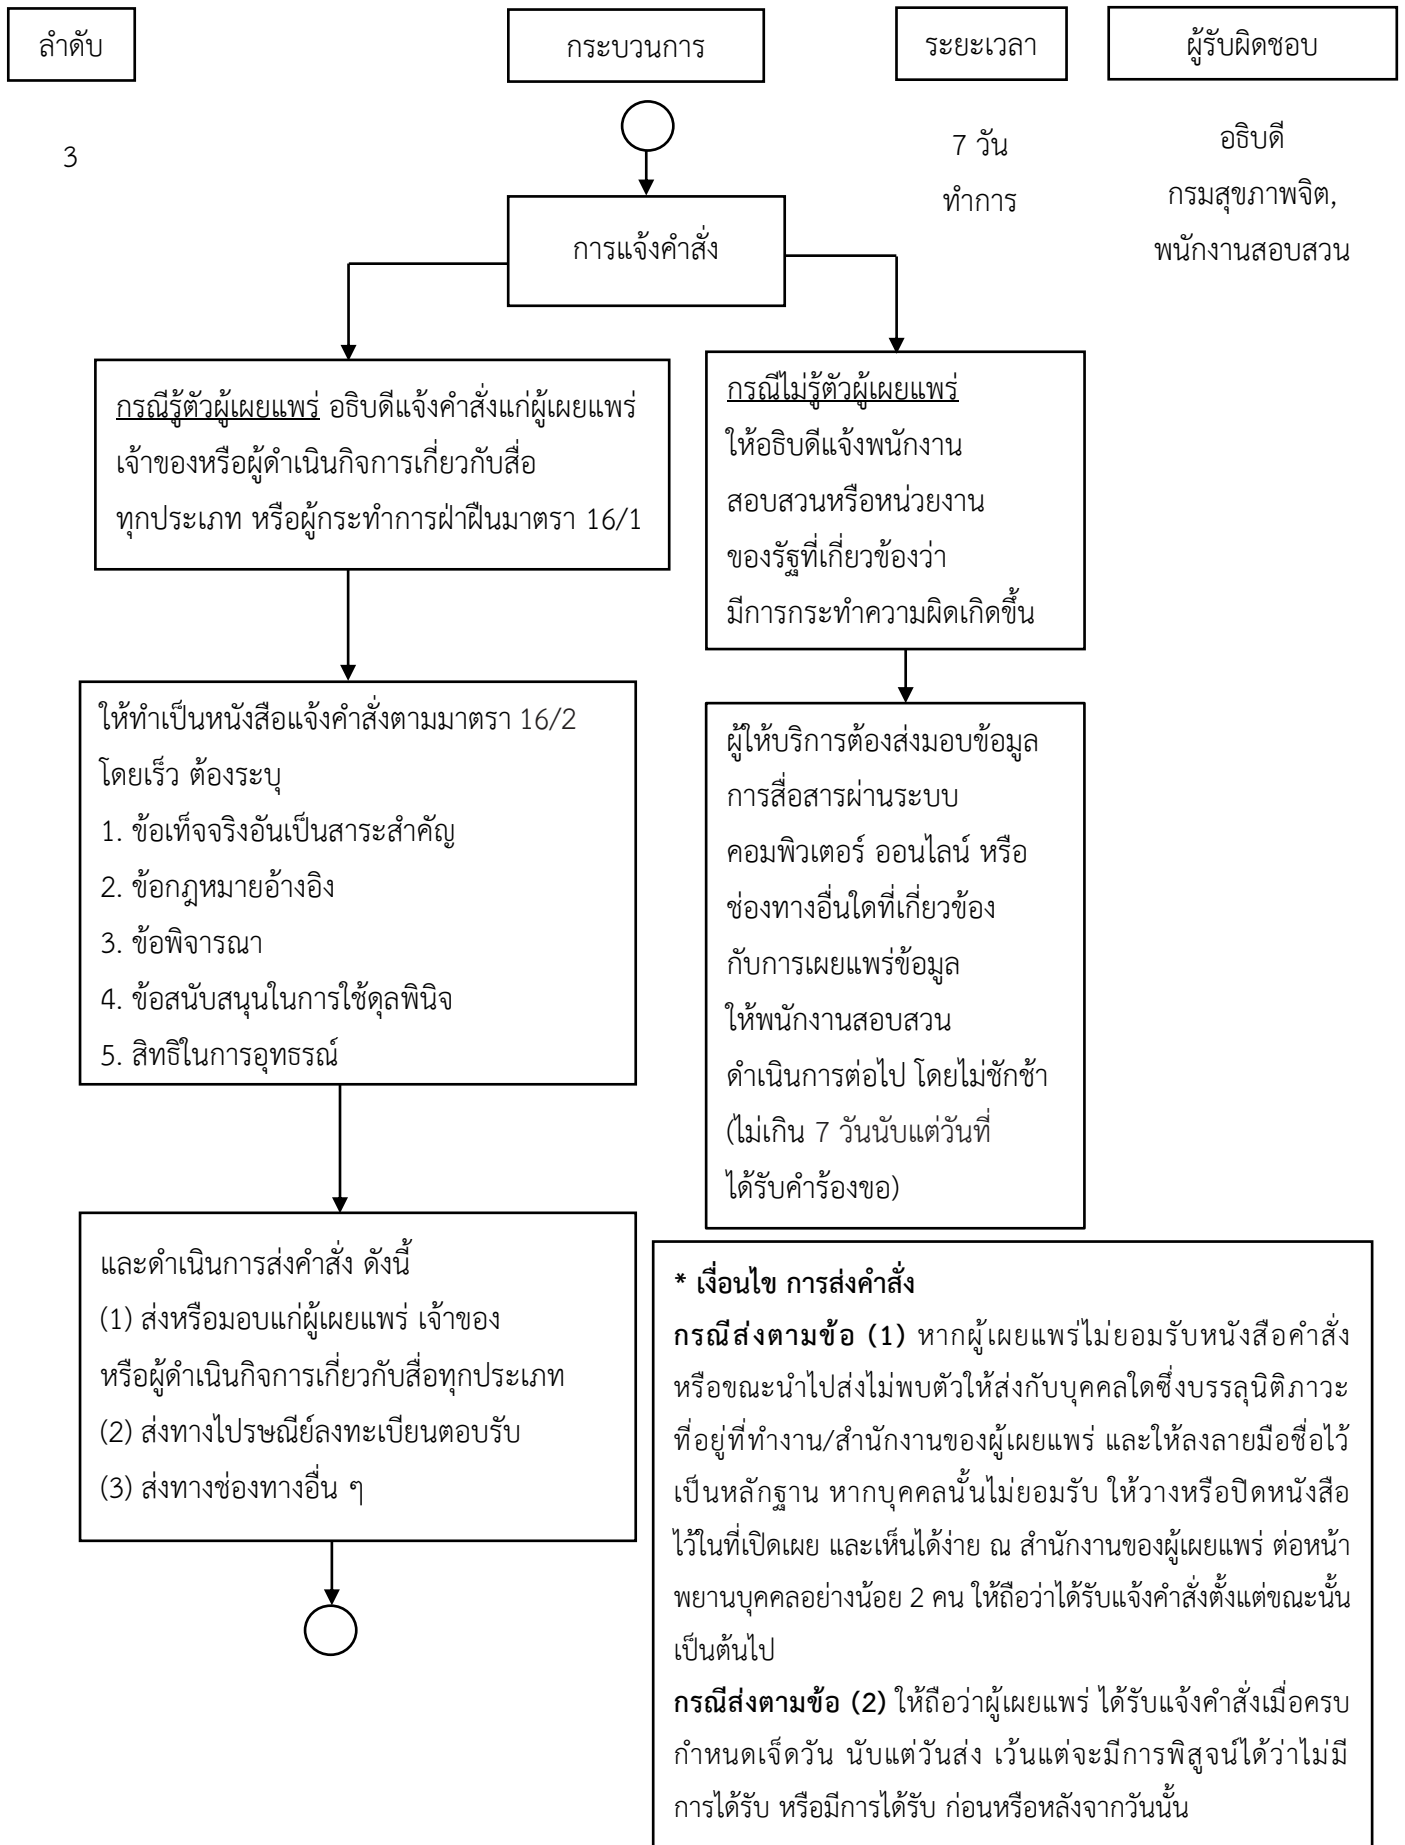 ลำดับ
กระบวนการ
ระยะเวลา
ผู้รับผิดชอบ
3
7 วัน
ทำการ
อธิบดี
กรมสุขภาพจิต,
พนักงานสอบสวน
การแจ้งคำสั่ง
กรณีรู้ตัวผู้เผยแพร่ อธิบดีแจ้งคำสั่งแก่ผู้เผยแพร่
เจ้าของหรือผู้ดำเนินกิจการเกี่ยวกับสื่อ
ทุกประเภท หรือผู้กระทำการฝ่าฝืนมาตรา 16/1
กรณีไม่รู้ตัวผู้เผยแพร่
ให้อธิบดีแจ้งพนักงาน
สอบสวนหรือหน่วยงาน
ของรัฐที่เกี่ยวข้องว่า
มีการกระทำความผิดเกิดขึ้น
ให้ทำเป็นหนังสือแจ้งคำสั่งตามมาตรา 16/2
โดยเร็ว ต้องระบุ
1. ข้อเท็จจริงอันเป็นสาระสำคัญ
2. ข้อกฎหมายอ้างอิง
3. ข้อพิจารณา
4. ข้อสนับสนุนในการใช้ดุลพินิจ
5. สิทธิในการอุทธรณ์
ผู้ให้บริการต้องส่งมอบข้อมูล
การสื่อสารผ่านระบบ
คอมพิวเตอร์ ออนไลน์ หรือ
ช่องทางอื่นใดที่เกี่ยวข้อง
กับการเผยแพร่ข้อมูล
ให้พนักงานสอบสวน
ดำเนินการต่อไป โดยไม่ชักช้า
(ไม่เกิน 7 วันนับแต่วันที่
ได้รับคำร้องขอ)
และดำเนินการส่งคำสั่ง ดังนี้
(1) ส่งหรือมอบแก่ผู้เผยแพร่ เจ้าของ
หรือผู้ดำเนินกิจการเกี่ยวกับสื่อทุกประเภท
(2) ส่งทางไปรษณีย์ลงทะเบียนตอบรับ
(3) ส่งทางช่องทางอื่น ๆ
* เงื่อนไข การส่งคำสั่ง
กรณีส่งตามข้อ (1) หากผู้เผยแพร่ไม่ยอมรับหนังสือคำสั่ง
หรือขณะนำไปส่งไม่พบตัวให้ส่งกับบุคคลใดซึ่งบรรลุนิติภาวะ
ที่อยู่ที่ทำงาน/สำนักงานของผู้เผยแพร่ และให้ลงลายมือชื่อไว้
เป็นหลักฐาน หากบุคคลนั้นไม่ยอมรับ ให้วางหรือปิดหนังสือ
ไว้ในที่เปิดเผย และเห็นได้ง่าย ณ สำนักงานของผู้เผยแพร่ ต่อหน้า
พยานบุคคลอย่างน้อย 2 คน ให้ถือว่าได้รับแจ้งคำสั่งตั้งแต่ขณะนั้น
เป็นต้นไป
กรณีส่งตามข้อ (2) ให้ถือว่าผู้เผยแพร่ ได้รับแจ้งคำสั่งเมื่อครบ
กำหนดเจ็ดวัน นับแต่วันส่ง เว้นแต่จะมีการพิสูจน์ได้ว่าไม่มี
การได้รับ หรือมีการได้รับ ก่อนหรือหลังจากวันนั้น